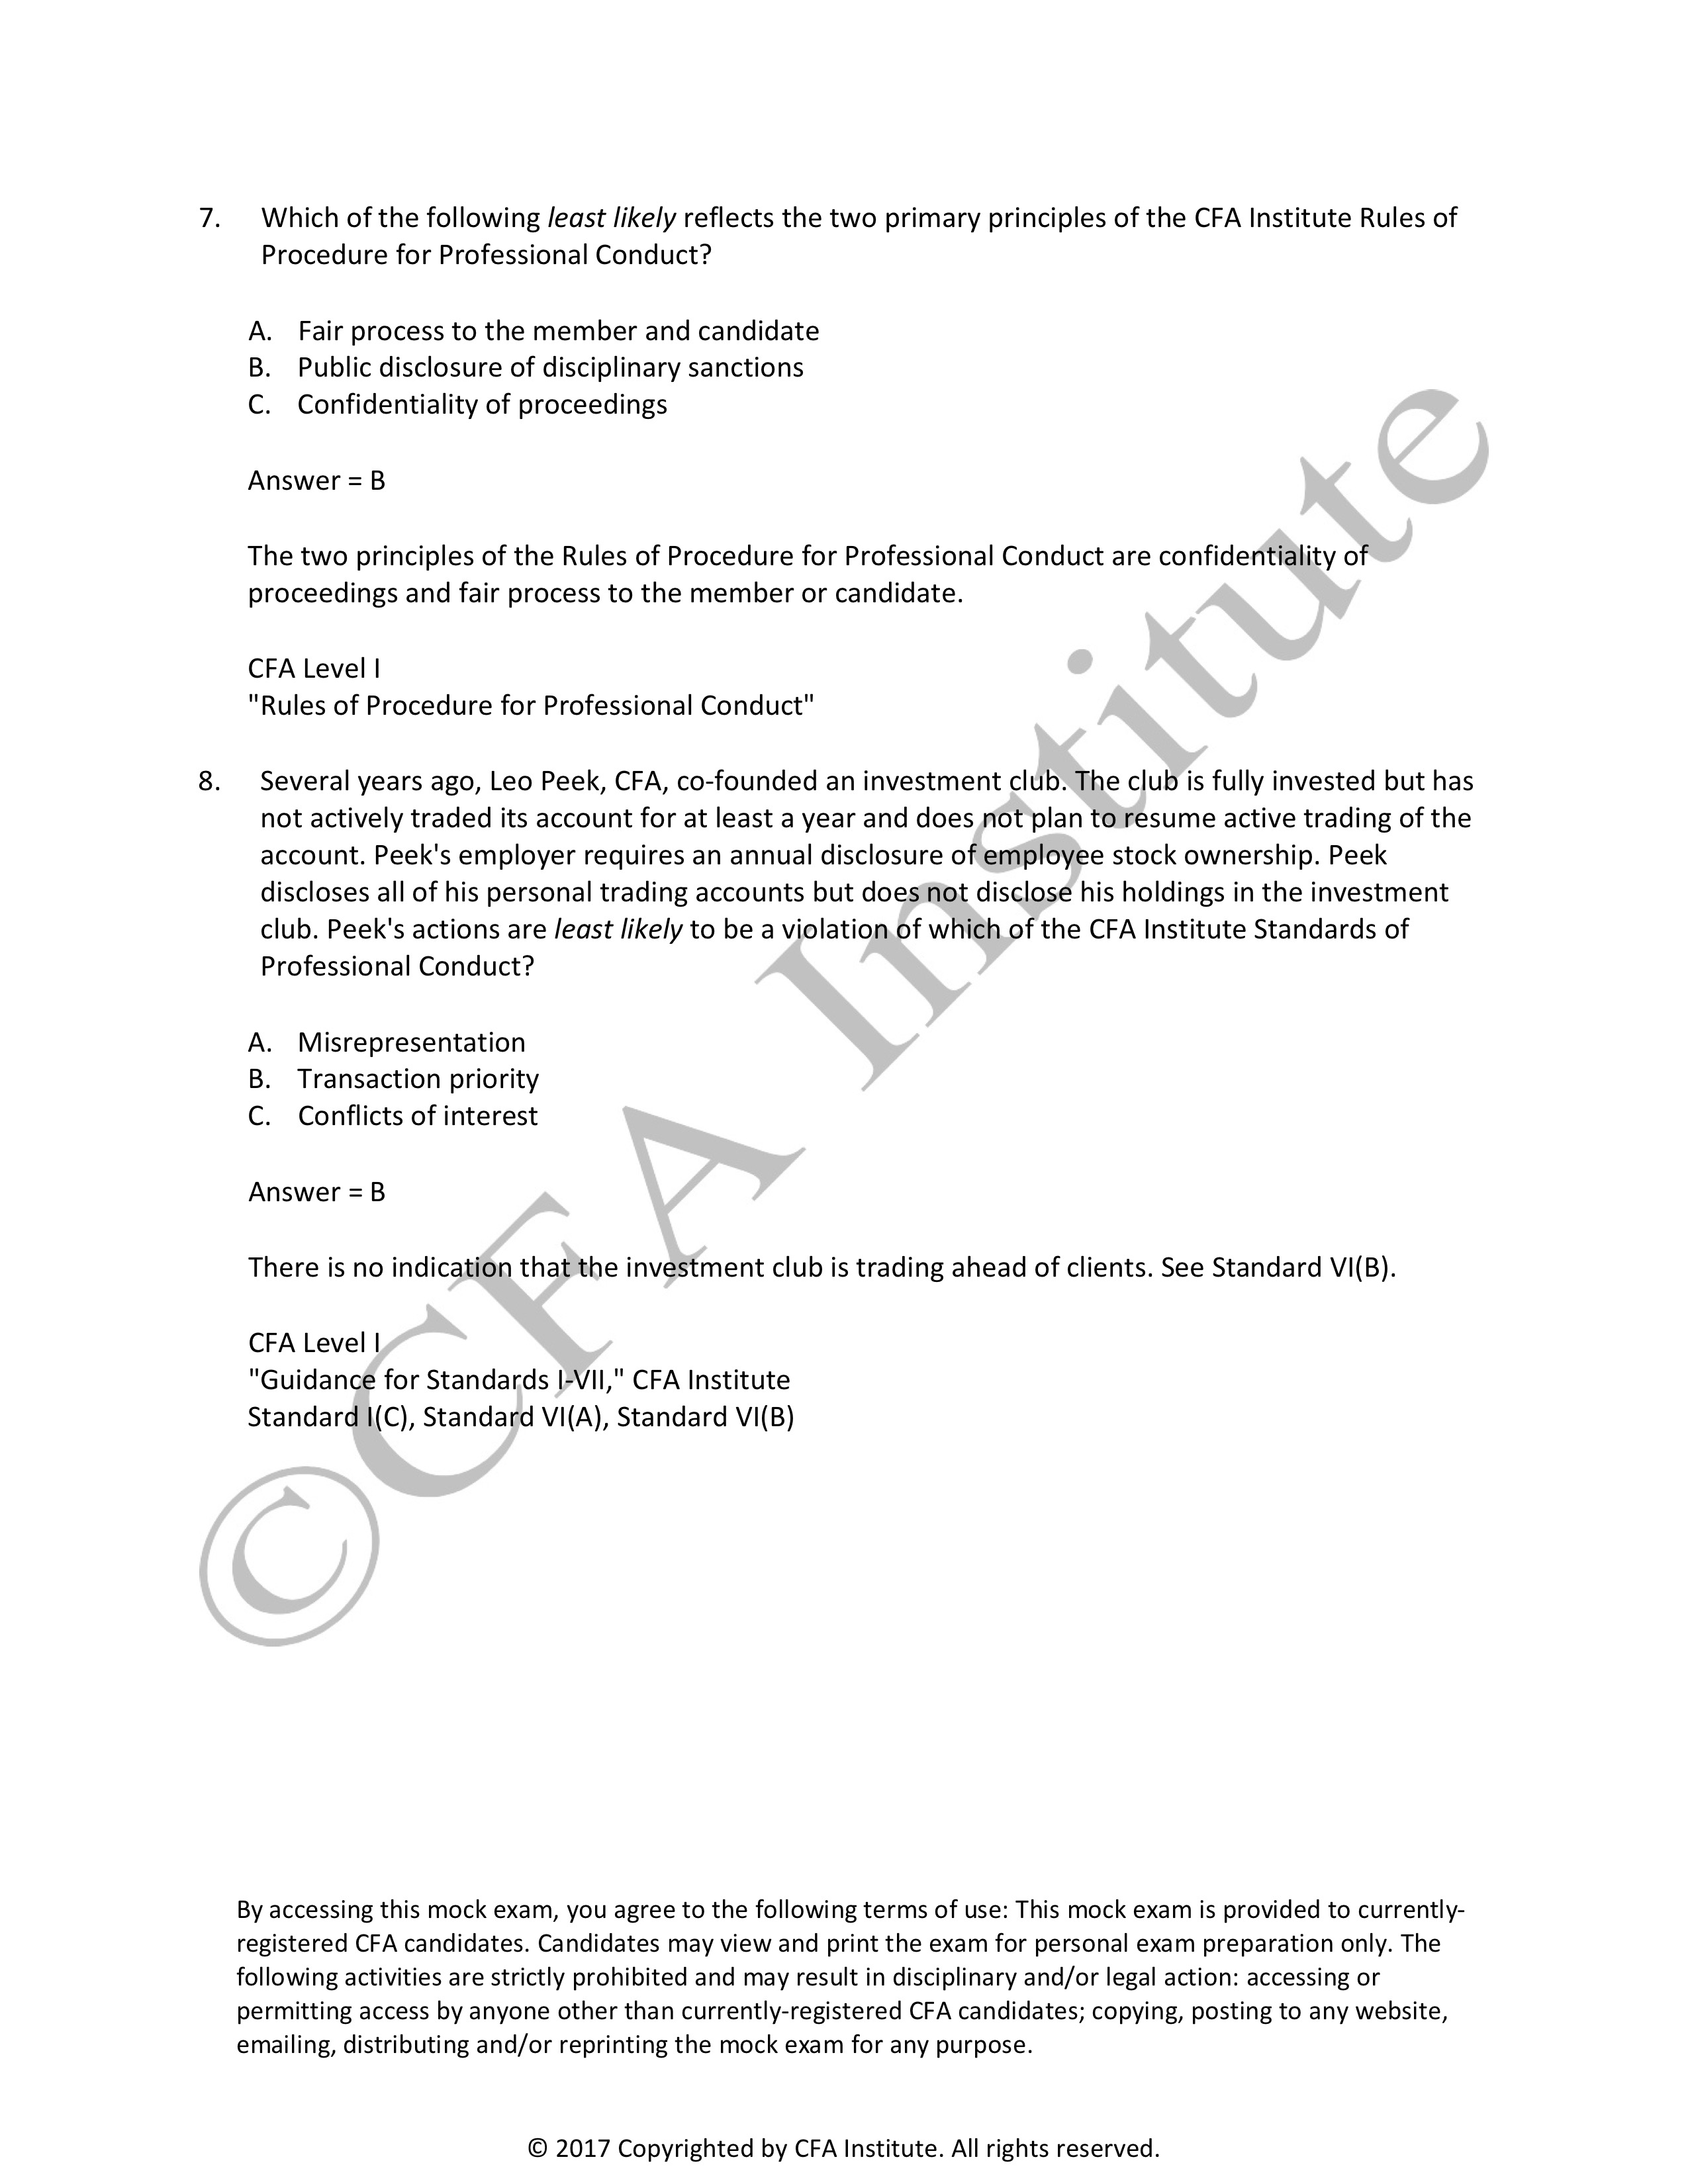 7. Which of the following least likely reflects the two primary principles of the CFA Institute Rules of
Procedure for Professional Conduct?
A. Fair process to the member and candidate
B. Public disclosure of disciplinary sanctions
C. Confidentiality of proceedings
Answer = B
The two principles of the Rules of Procedure for Professional Conduct are confidentiality of
proceedings and fair process to the member or candidate.
CFA Level I
"Rules of Procedure for Professional Conduct"
8. Several years ago, Leo Peek, CFA, co-founded an investment club. The club is fully invested but has
not actively traded its account for at least a year and does not plan to resume active trading of the
account. Peek's employer requires an annual disclosure of employee stock ownership. Peek
discloses all of his personal trading accounts but does not disclose his holdings in the investment
club. Peek's actions are least likely to be a violation of which of the CFA Institute Standards of
Professional Conduct?
A. Misrepresentation
B. Transaction priority
C. Conflicts of interest
Answer = B
There is no indication that the investment club is trading ahead of clients. See Standard VI(B).
CFA Level I
"Guidance for Standards I-VII," CFA Institute
Standard I(C), Standard VI(A), Standard VI(B)
©CFA Institute
By accessing this mock exam, you agree to the following terms of use: This mock exam is provided to currently-
registered CFA candidates. Candidates may view and print the exam for personal exam preparation only. The
following activities are strictly prohibited and may result in disciplinary and/or legal action: accessing or
permitting access by anyone other than currently-registered CFA candidates; copying, posting to any website,
emailing, distributing and/or reprinting the mock exam for any purpose.
© 2017 Copyrighted by CFA Institute. All rights reserved.